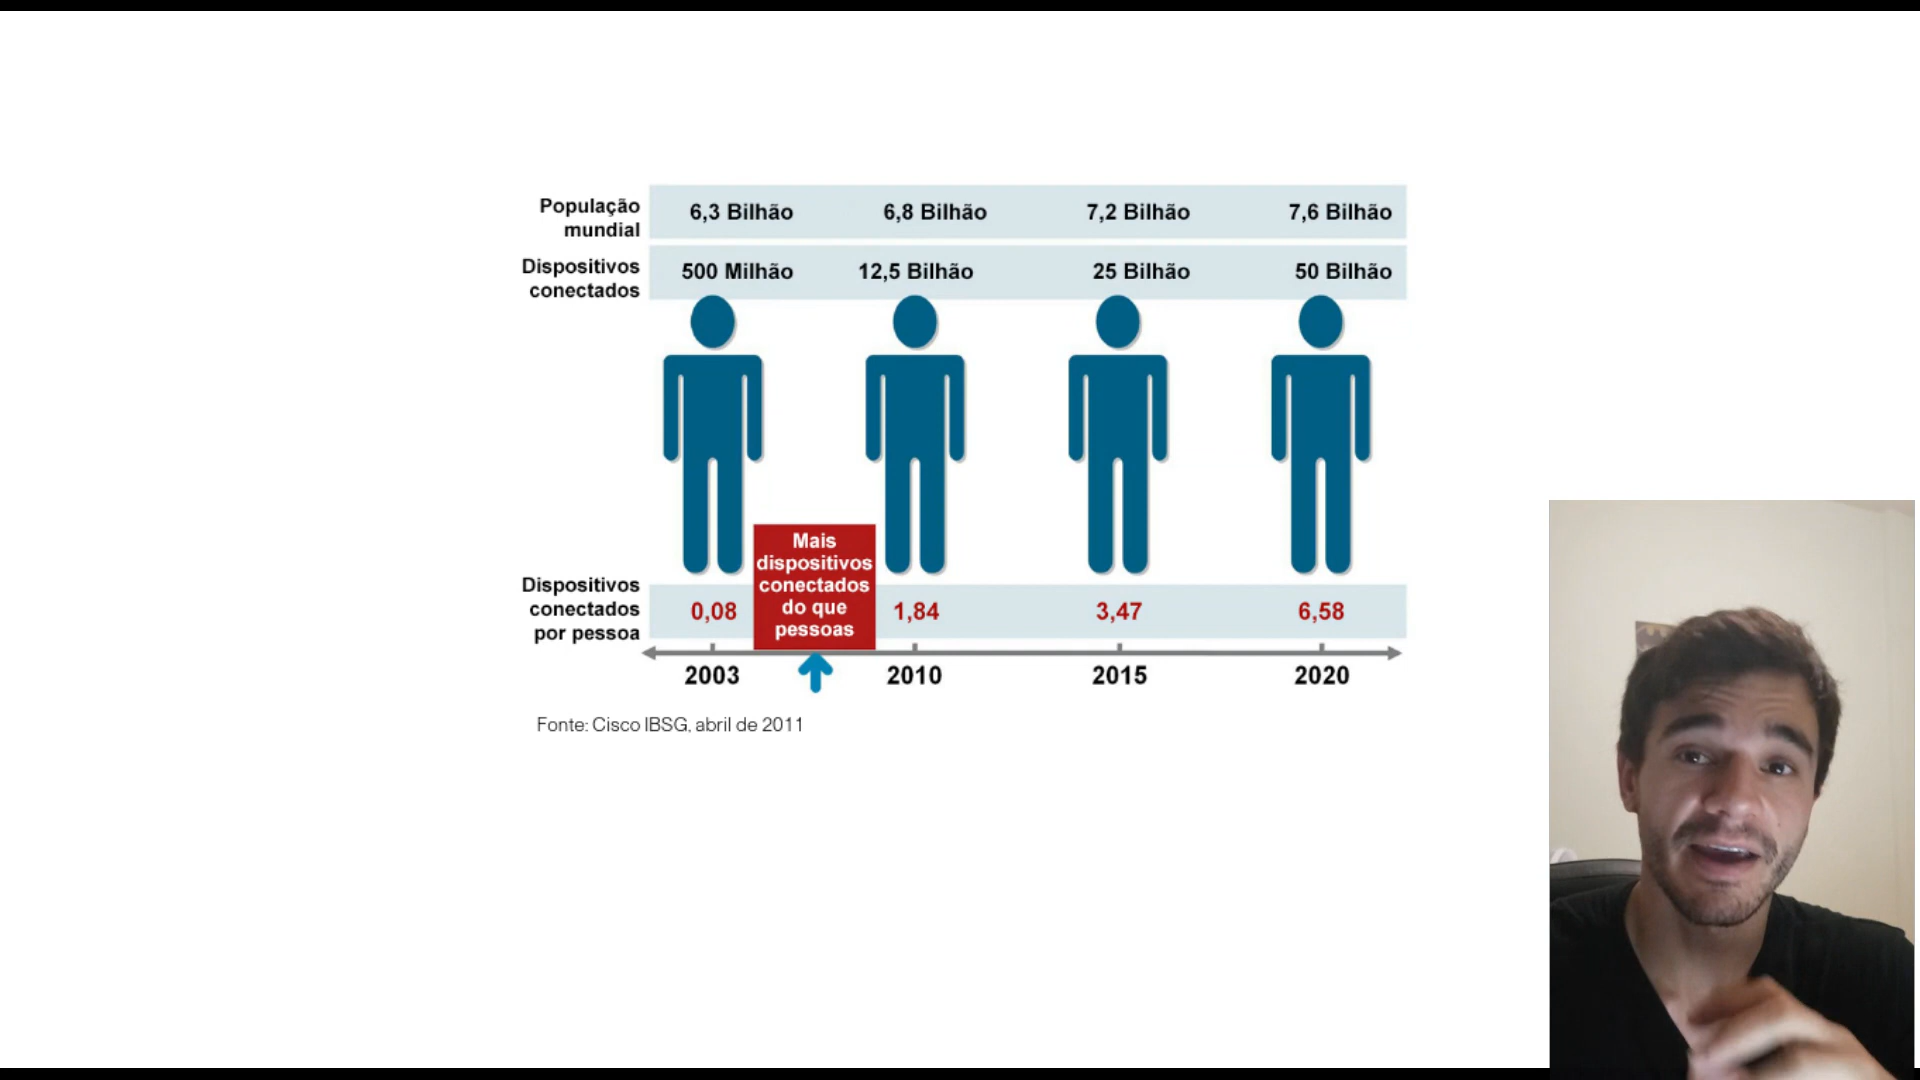 População
mundial
6,3 Bilhão
6,8 Bilhão
7,2 Bilhão
7,6 Bilhão
Dispositivos
conectados
500 Milhão
12,5 Bilhão
25 Bilhão
50 Bilhão
Mais
dispositivos
conectados
do que
pessoas
Dispositivos
conectados
por pessoa
0,08
1,84
3,47
6,58
2003
2010
2015
2020
Fonte: Cisco IBSG, abril de 2011